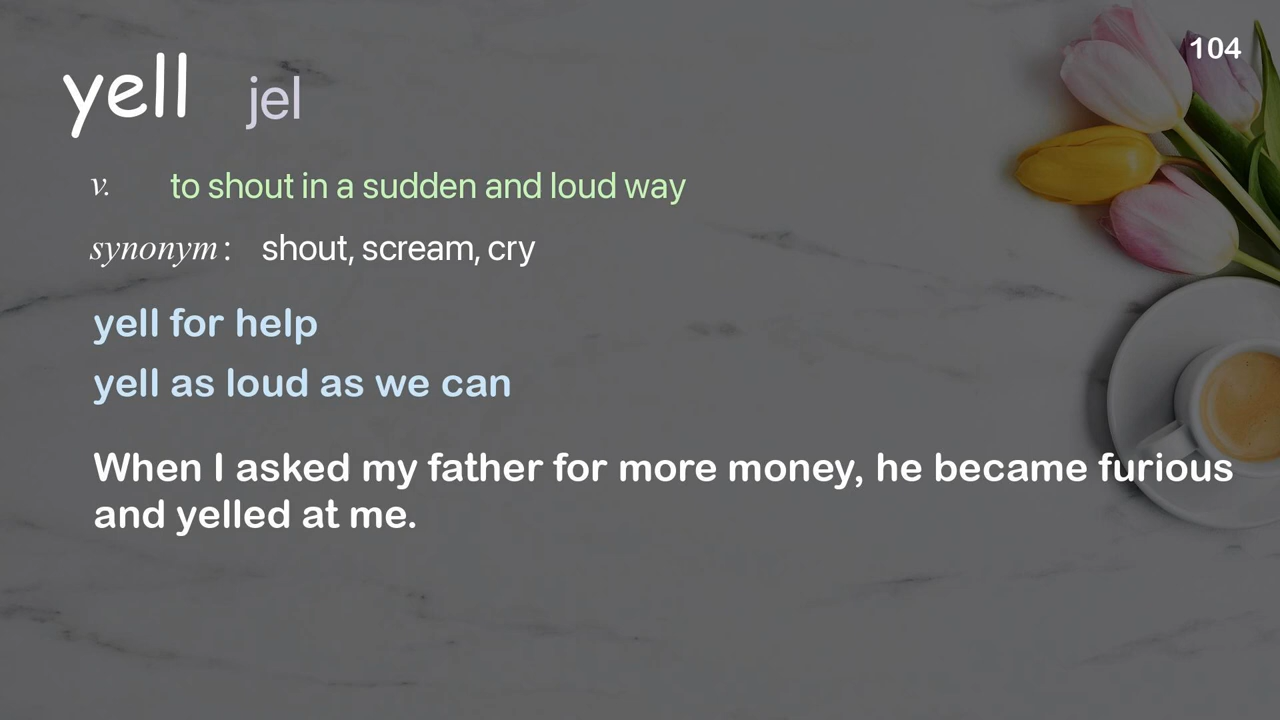 104
yell jel
v. to shout in a sudden and loud way
synonym: shout, scream, cry
yell for help
yell as loud as we can
When I asked my father for more money, he became furious
and yelled at me.